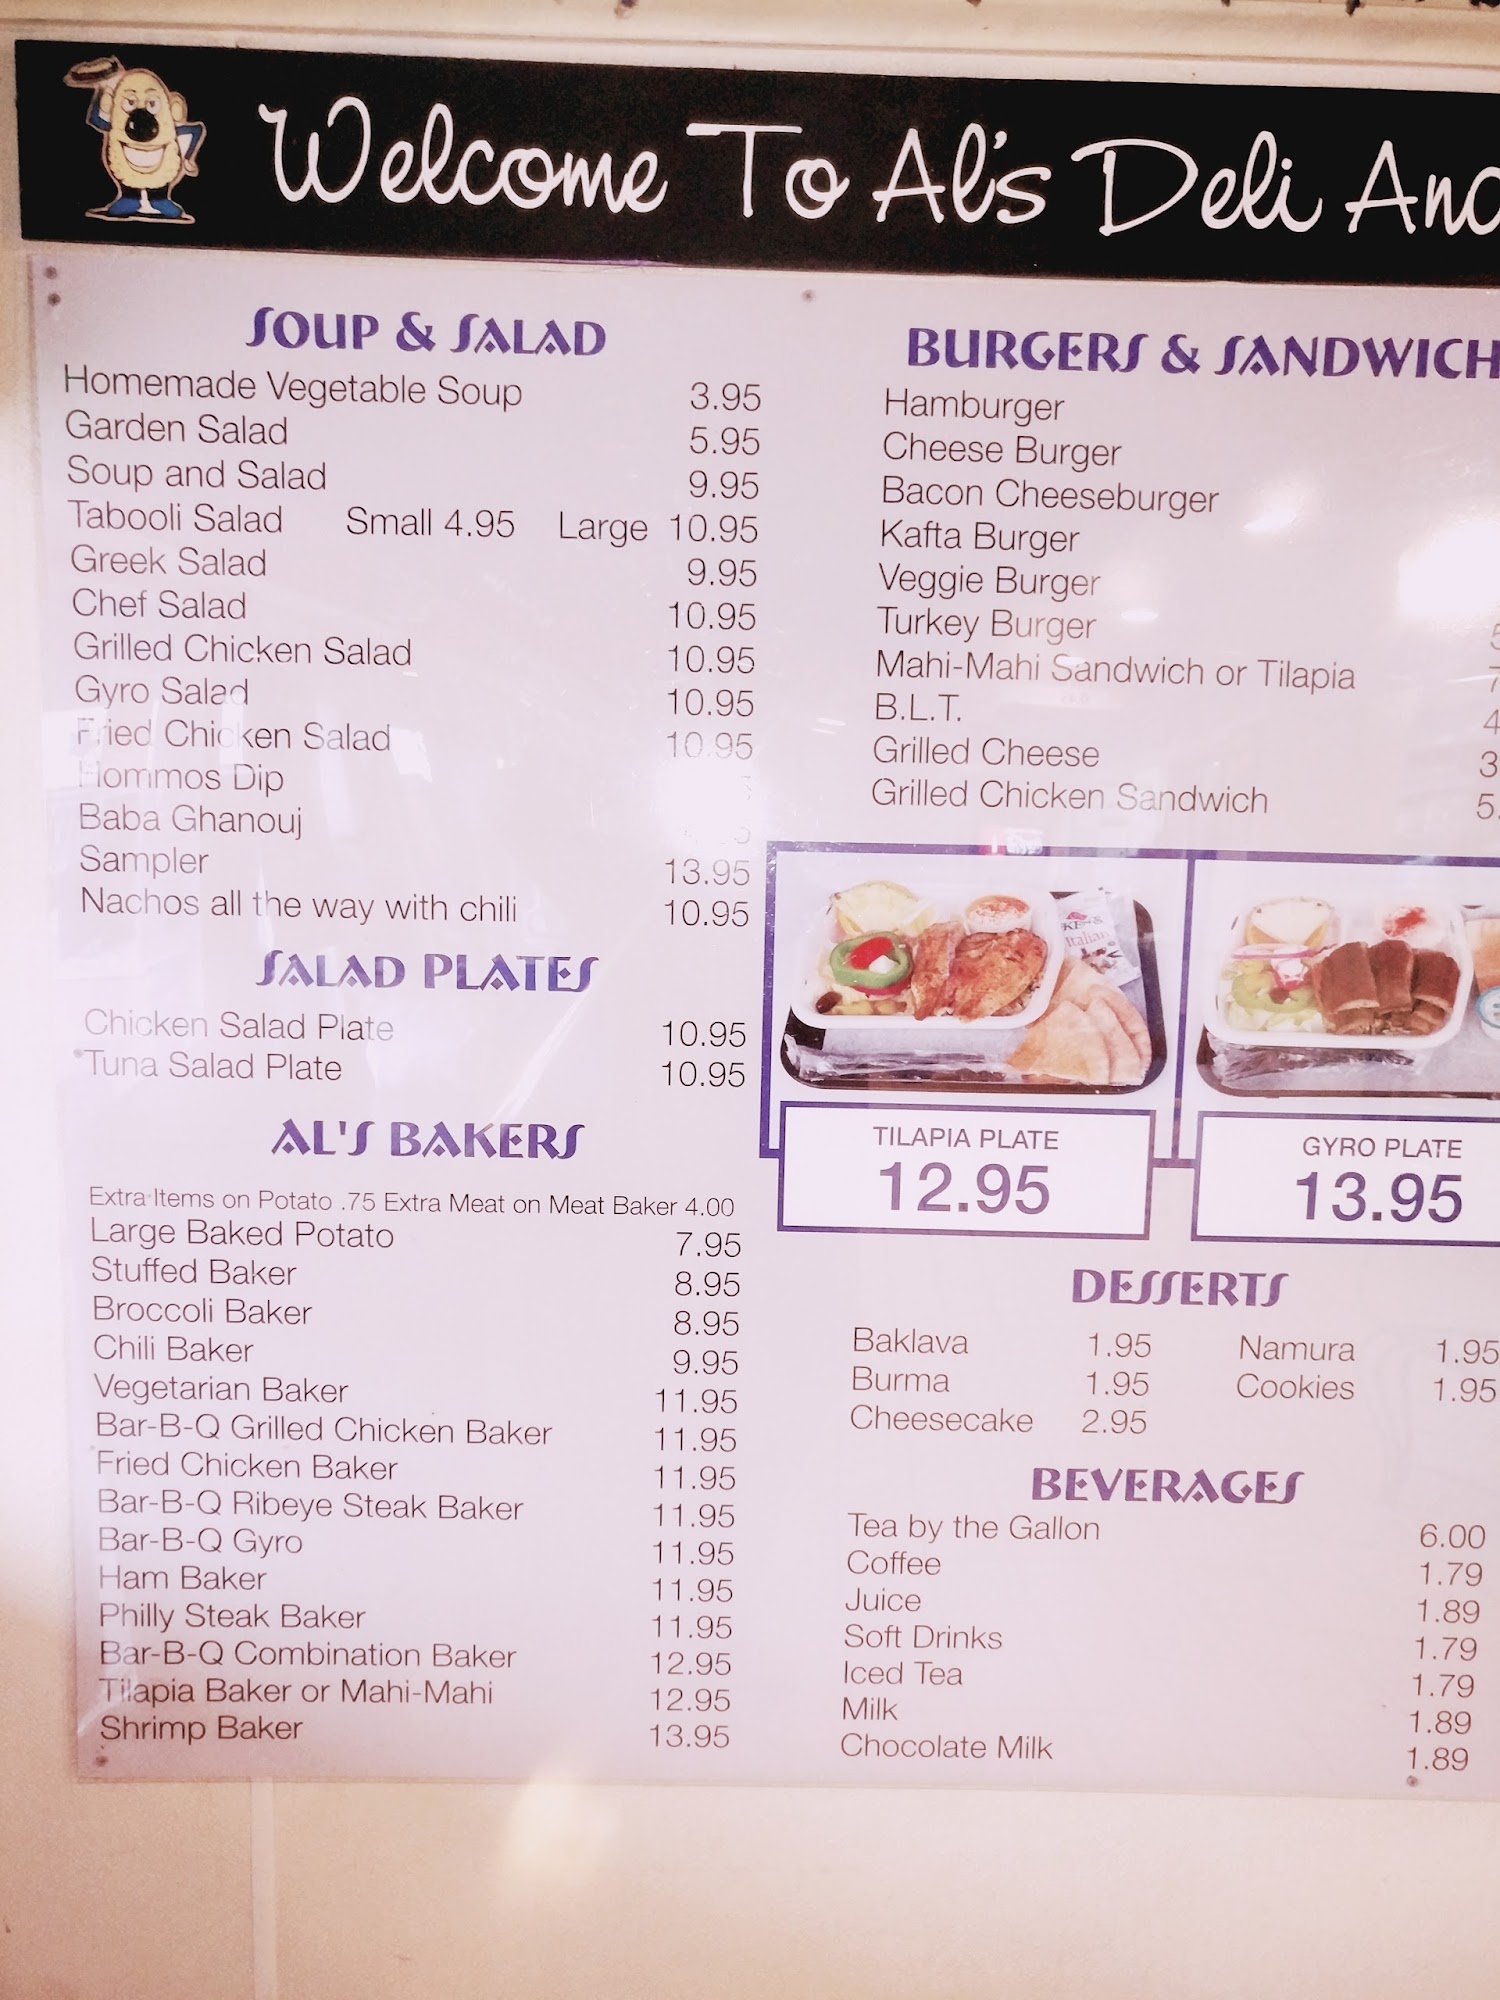 Welcome To Al's Deli And
SOUP & SALAD
Homemade Vegetable Soup 3.95
Garden Salad 5.95
Soup and Salad 9.95
Tabooli Salad Small 4.95 Large 10.95
Greek Salad 9.95
Chef Salad 10.95
Grilled Chicken Salad 10.95
Gyro Salad 10.95
Fried Chicken Salad 10.95
Hommos Dip
Baba Ghanouj
Sampler 13.95
Nachos all the way with chili 10.95
SALAD PLATES
Chicken Salad Plate 10.95
Tuna Salad Plate 10.95
AL'S BAKERS
Extra Items on Potato .75 Extra Meat on Meat Baker 4.00
Large Baked Potato 7.95
Stuffed Baker 8.95
Broccoli Baker 8.95
Chili Baker 9.95
Vegetarian Baker 11.95
Bar-B-Q Grilled Chicken Baker 11.95
Fried Chicken Baker 11.95
Bar-B-Q Ribeye Steak Baker 11.95
Bar-B-Q Gyro 11.95
Ham Baker 11.95
Philly Steak Baker 11.95
Bar-B-Q Combination Baker 12.95
Tilapia Baker or Mahi-Mahi 12.95
Shrimp Baker 13.95
BURGERS & SANDWICH
Hamburger
Cheese Burger
Bacon Cheeseburger
Kafta Burger
Veggie Burger
Turkey Burger 5
Mahi-Mahi Sandwich or Tilapia 7
B.L.T. 4
Grilled Cheese 3
Grilled Chicken Sandwich 5.
Italian
TILAPIA PLATE
12.95
GYRO PLATE
13.95
DESSERTS
Baklava 1.95 Namura 1.95
Burma 1.95 Cookies 1.95
Cheesecake 2.95
BEVERAGES
Tea by the Gallon 6.00
Coffee 1.79
Juice 1.89
Soft Drinks 1.79
Iced Tea 1.79
Milk 1.89
Chocolate Milk 1.89